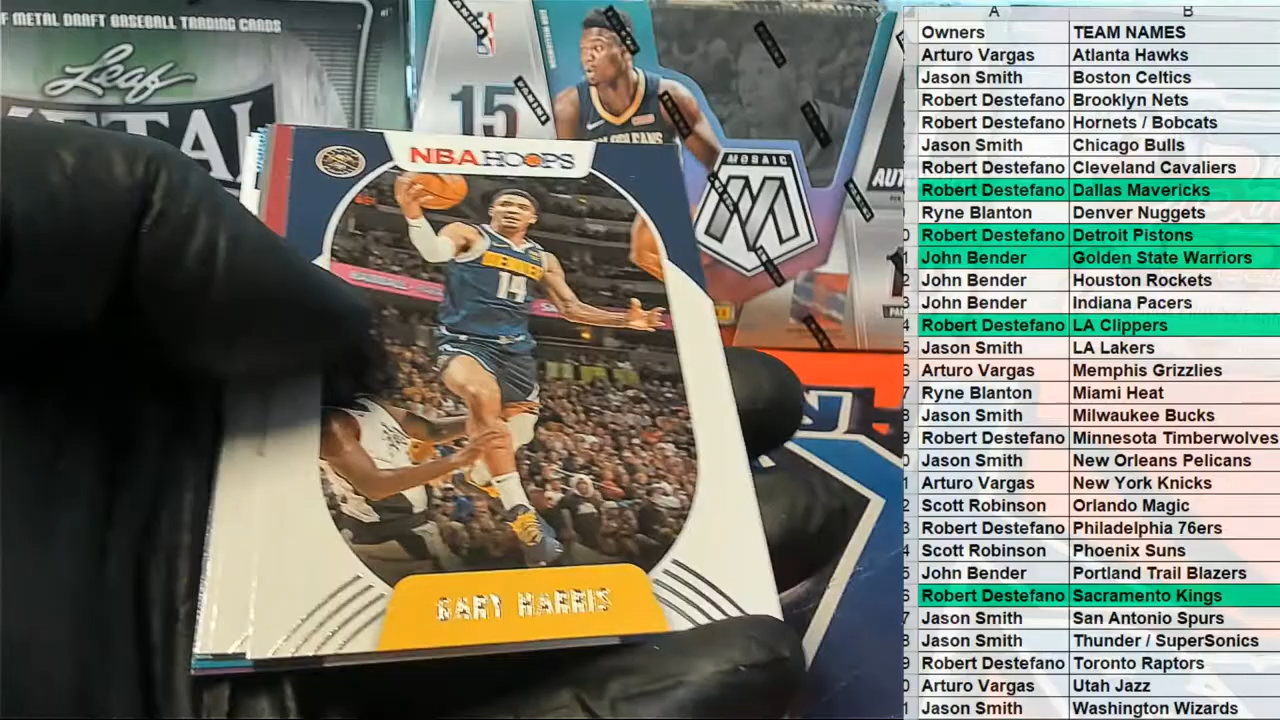 F METAL DRAFT BASEBALL TRADING CARDS
Leaf
METAL
15
PANINI
NEW ORLEANS
MOSAIC
AUT
NBA HOOPS
NUGGETS
14
GARY HARRIS
A B
Owners TEAM NAMES
Arturo Vargas Atlanta Hawks
Jason Smith Boston Celtics
Robert Destefano Brooklyn Nets
Robert Destefano Hornets / Bobcats
Jason Smith Chicago Bulls
Robert Destefano Cleveland Cavaliers
Robert Destefano Dallas Mavericks
Ryne Blanton Denver Nuggets
Robert Destefano Detroit Pistons
John Bender Golden State Warriors
John Bender Houston Rockets
John Bender Indiana Pacers
Robert Destefano LA Clippers
Jason Smith LA Lakers
Arturo Vargas Memphis Grizzlies
Ryne Blanton Miami Heat
Jason Smith Milwaukee Bucks
Robert Destefano Minnesota Timberwolves
Jason Smith New Orleans Pelicans
Arturo Vargas New York Knicks
Scott Robinson Orlando Magic
Robert Destefano Philadelphia 76ers
Scott Robinson Phoenix Suns
John Bender Portland Trail Blazers
Robert Destefano Sacramento Kings
Jason Smith San Antonio Spurs
Jason Smith Thunder / SuperSonics
Robert Destefano Toronto Raptors
Arturo Vargas Utah Jazz
Jason Smith Washington Wizards